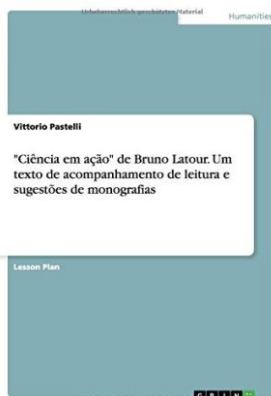 Urheberrechtlich geschütztes Material
Humanities
Vittorio Pastelli
"Ciência em ação" de Bruno Latour. Um
texto de acompanhamento de leitura e
sugestões de monografias
Lesson Plan
GRIN